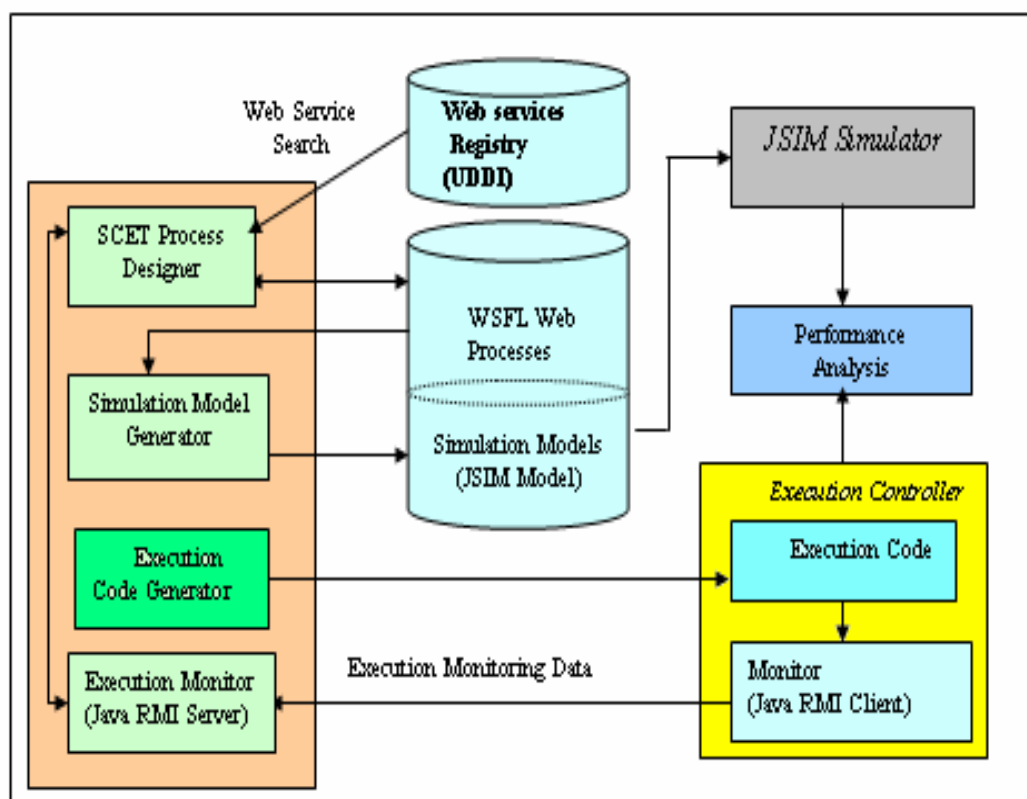 Web Service
Search
Web services
Registry
(UDDI)
JSIM Simulator
SCET Process
Designer
WSFL Web
Processes
Performance
Analysis
Simulation Model
Generator
Simulation Models
(JSIM Model)
Execution Controller
Execution
Code Generator
Execution Code
Execution Monitor
(Java RMI Server)
Execution Monitoring Data
Monitor
(Java RMI Client)